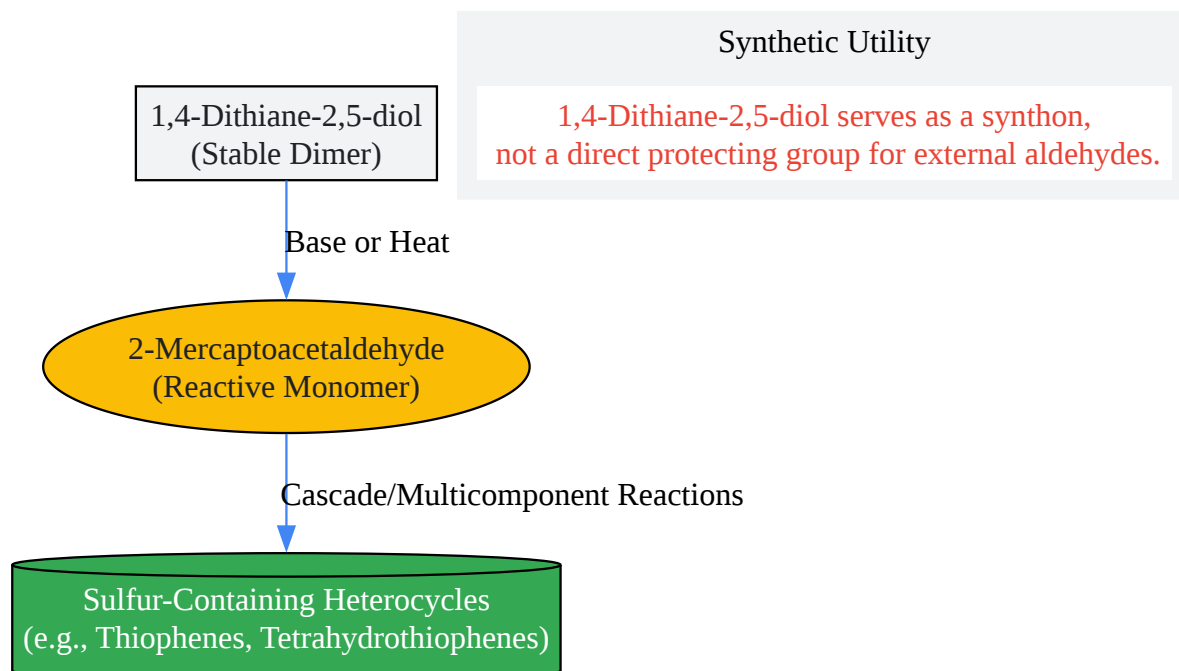 Synthetic Utility
1,4-Dithiane-2,5-diol serves as a synthon,
not a direct protecting group for external aldehydes.
1,4-Dithiane-2,5-diol
(Stable Dimer)
Base or Heat
2-Mercaptoacetaldehyde
(Reactive Monomer)
Cascade/Multicomponent Reactions
Sulfur-Containing Heterocycles
(e.g., Thiophenes, Tetrahydrothiophenes)